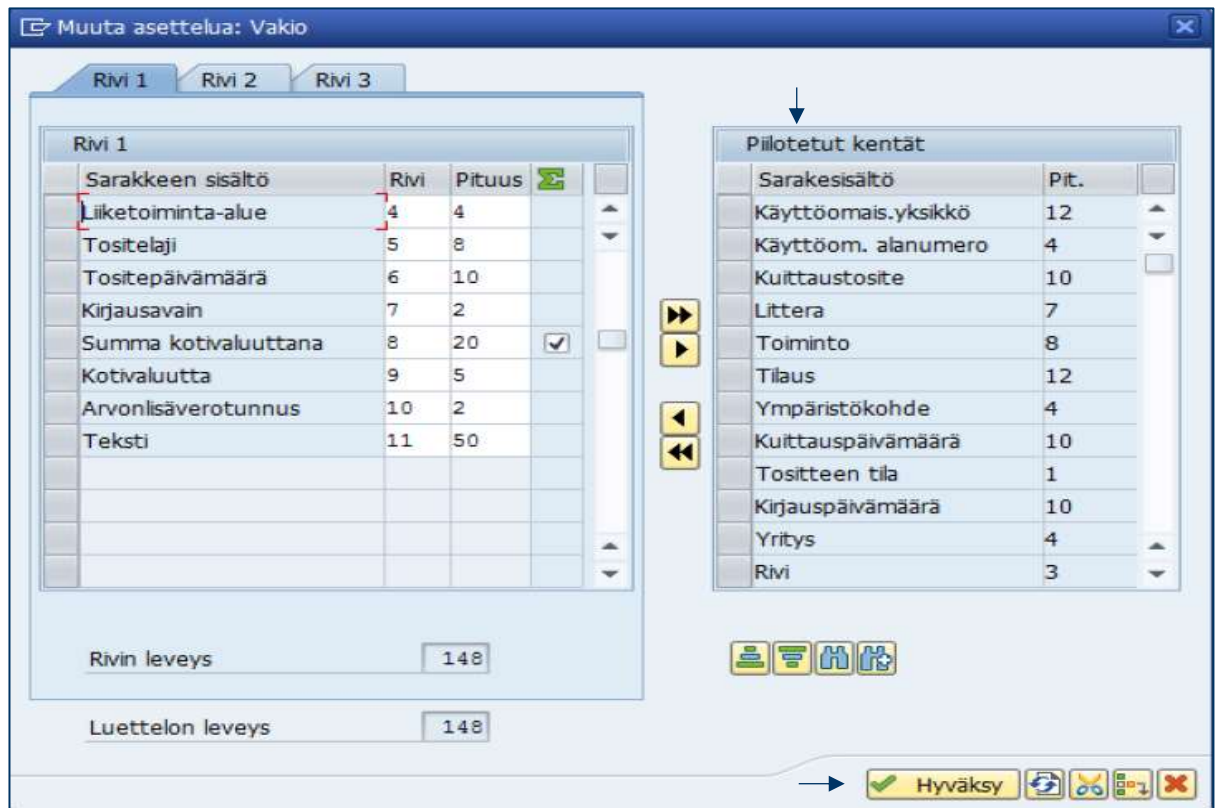 Muuta asettelua: Vakio
Rivi 1 Rivi 2 Rivi 3
Rivi 1
Sarakkeen sisältö Rivi Pituus
Liiketoiminta-alue 4 4
Tositelaji 5 8
Tositepäivämäärä 6 10
Kirjausavain 7 2
Summa kotivaluuttana 8 20
Kotivaluutta 9 5
Arvonlisäverotunnus 10 2
Teksti 11 50
Rivin leveys 148
Luettelon leveys 148
Piilotetut kentät
Sarakesisältö Pit.
Käyttöomais.yksikkö 12
Käyttöom. alanumero 4
Kuittaustosite 10
Littera 7
Toiminto 8
Tilaus 12
Ympäristökohde 4
Kuittauspäivämäärä 10
Tositteen tila 1
Kirjauspäivämäärä 10
Yritys 4
Rivi 3
Hyväksy